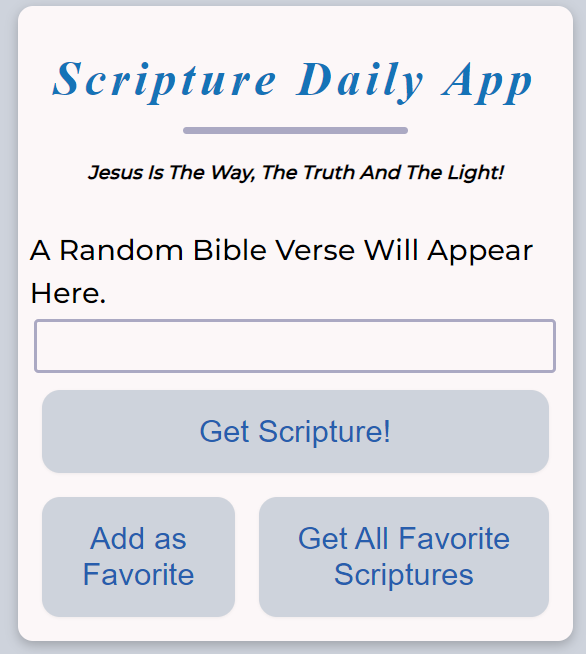 Scripture Daily App
Jesus Is The Way, The Truth And The Light!
A Random Bible Verse Will Appear
Here.
Get Scripture!
Add as
Favorite
Get All Favorite
Scriptures